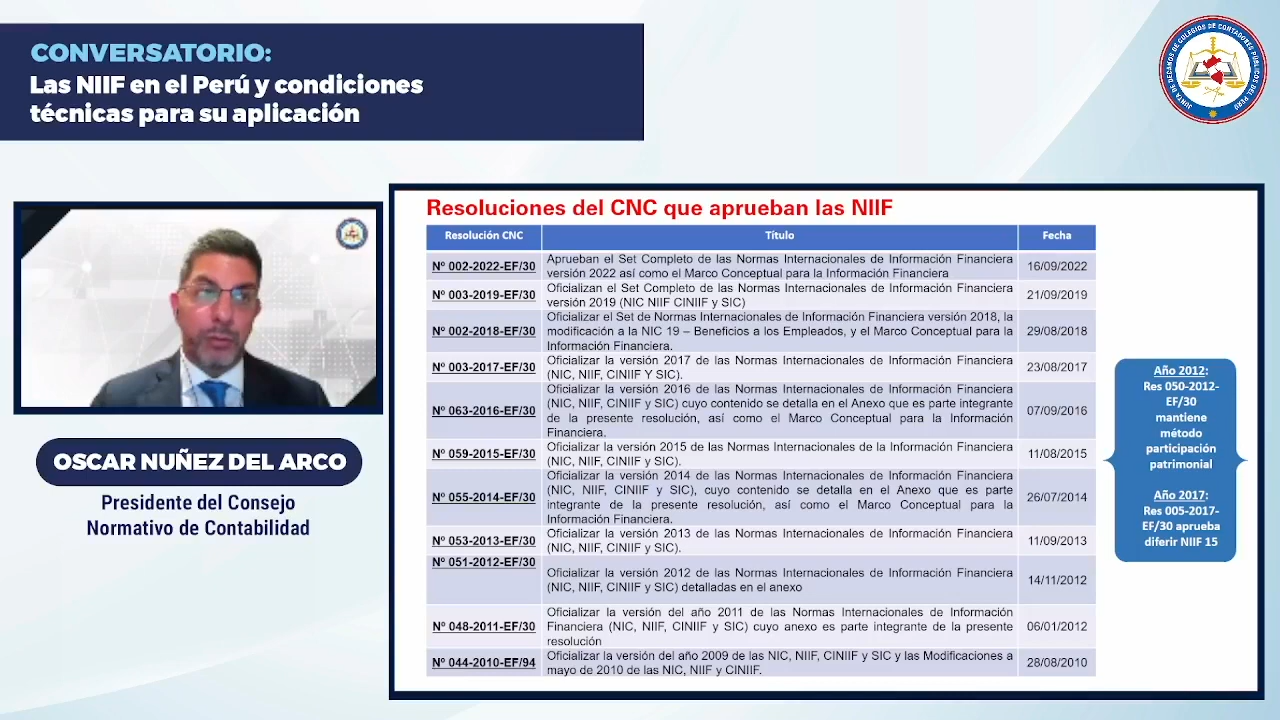 CONVERSATORIO:
Las NIIF en el Perú y condiciones
técnicas para su aplicación
JUNTA DE DECANOS DE COLEGIOS DE CONTADORES PÚBLICOS DEL PERÚ
OSCAR NUÑEZ DEL ARCO
Presidente del Consejo
Normativo de Contabilidad
Resoluciones del CNC que aprueban las NIIF
Resolución CNC Título Fecha
Nº 002-2022-EF/30 Aprueban el Set Completo de las Normas Internacionales de Información Financiera
versión 2022 así como el Marco Conceptual para la Información Financiera 16/09/2022
Nº 003-2019-EF/30 Oficializan el Set Completo de las Normas Internacionales de Información Financiera
versión 2019 (NIC NIIF CINIIF y SIC) 21/09/2019
Nº 002-2018-EF/30 Oficializar el Set de Normas Internacionales de Información Financiera versión 2018, la
modificación a la NIC 19 – Beneficios a los Empleados, y el Marco Conceptual para la
Información Financiera. 29/08/2018
Nº 003-2017-EF/30 Oficializar la versión 2017 de las Normas Internacionales de Información Financiera
(NIC, NIIF, CINIIF Y SIC). 23/08/2017
Nº 063-2016-EF/30 Oficializar la versión 2016 de las Normas Internacionales de Información Financiera
(NIC, NIIF, CINIIF y SIC) cuyo contenido se detalla en el Anexo que es parte integrante
de la presente resolución, así como el Marco Conceptual para la Información
Financiera. 07/09/2016
Nº 059-2015-EF/30 Oficializar la versión 2015 de las Normas Internacionales de la Información Financiera
(NIC, NIIF, CINIIF y SIC). 11/08/2015
Nº 055-2014-EF/30 Oficializar la versión 2014 de las Normas Internacionales de Información Financiera
(NIC, NIIF, CINIIF y SIC), cuyo contenido se detalla en el Anexo que es parte
integrante de la presente resolución, así como el Marco Conceptual para la
Información Financiera. 26/07/2014
Nº 053-2013-EF/30 Oficializar la versión 2013 de las Normas Internacionales de Información Financiera
(NIC, NIIF, CINIIF y SIC). 11/09/2013
Nº 051-2012-EF/30 Oficializar la versión 2012 de las Normas Internacionales de Información Financiera
(NIC, NIIF, CINIIF y SIC) detalladas en el anexo 14/11/2012
Nº 048-2011-EF/30 Oficializar la versión del año 2011 de las Normas Internacionales de Información
Financiera (NIC, NIIF, CINIIF y SIC) cuyo anexo es parte integrante de la presente
resolución 06/01/2012
Nº 044-2010-EF/94 Oficializar la versión del año 2009 de las NIC, NIIF, CINIIF y SIC y las Modificaciones a
mayo de 2010 de las NIC, NIIF y CINIIF. 28/08/2010
Año 2012:
Res 050-2012-
EF/30
mantiene
método
participación
patrimonial
Año 2017:
Res 005-2017-
EF/30 aprueba
diferir NIIF 15